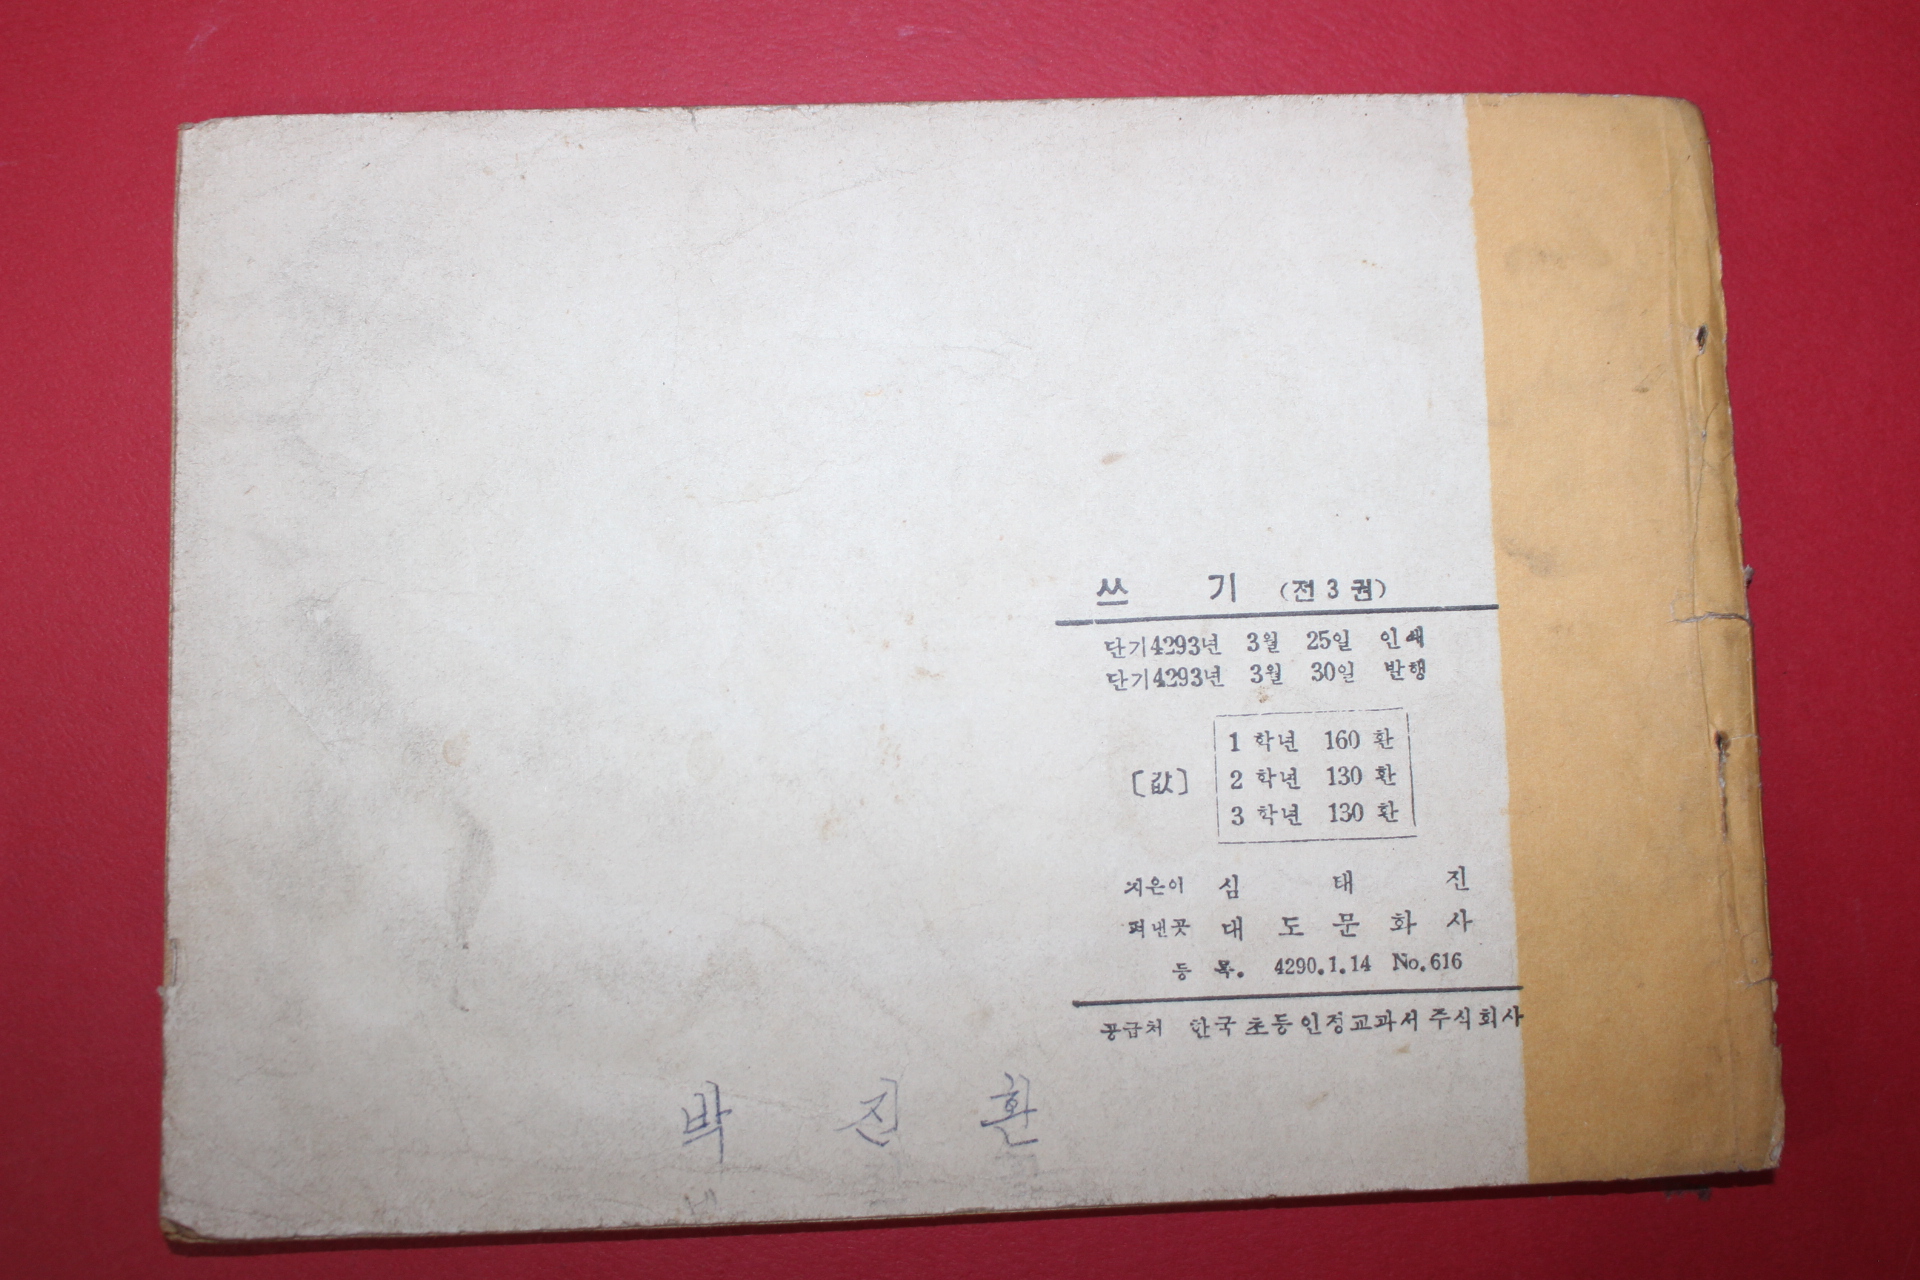 쓰 기 (전 3 권)
단기4293년 3월 25일 인쇄
단기4293년 3월 30일 발행
[값]
1 학년 160 환
2 학년 130 환
3 학년 130 환
지은이 심 태 진
펴낸곳 대 도 문 화 사
등 록. 4290.1.14 No.616
공급처 한국 초등 인정교과서 주식회사
박 진 환